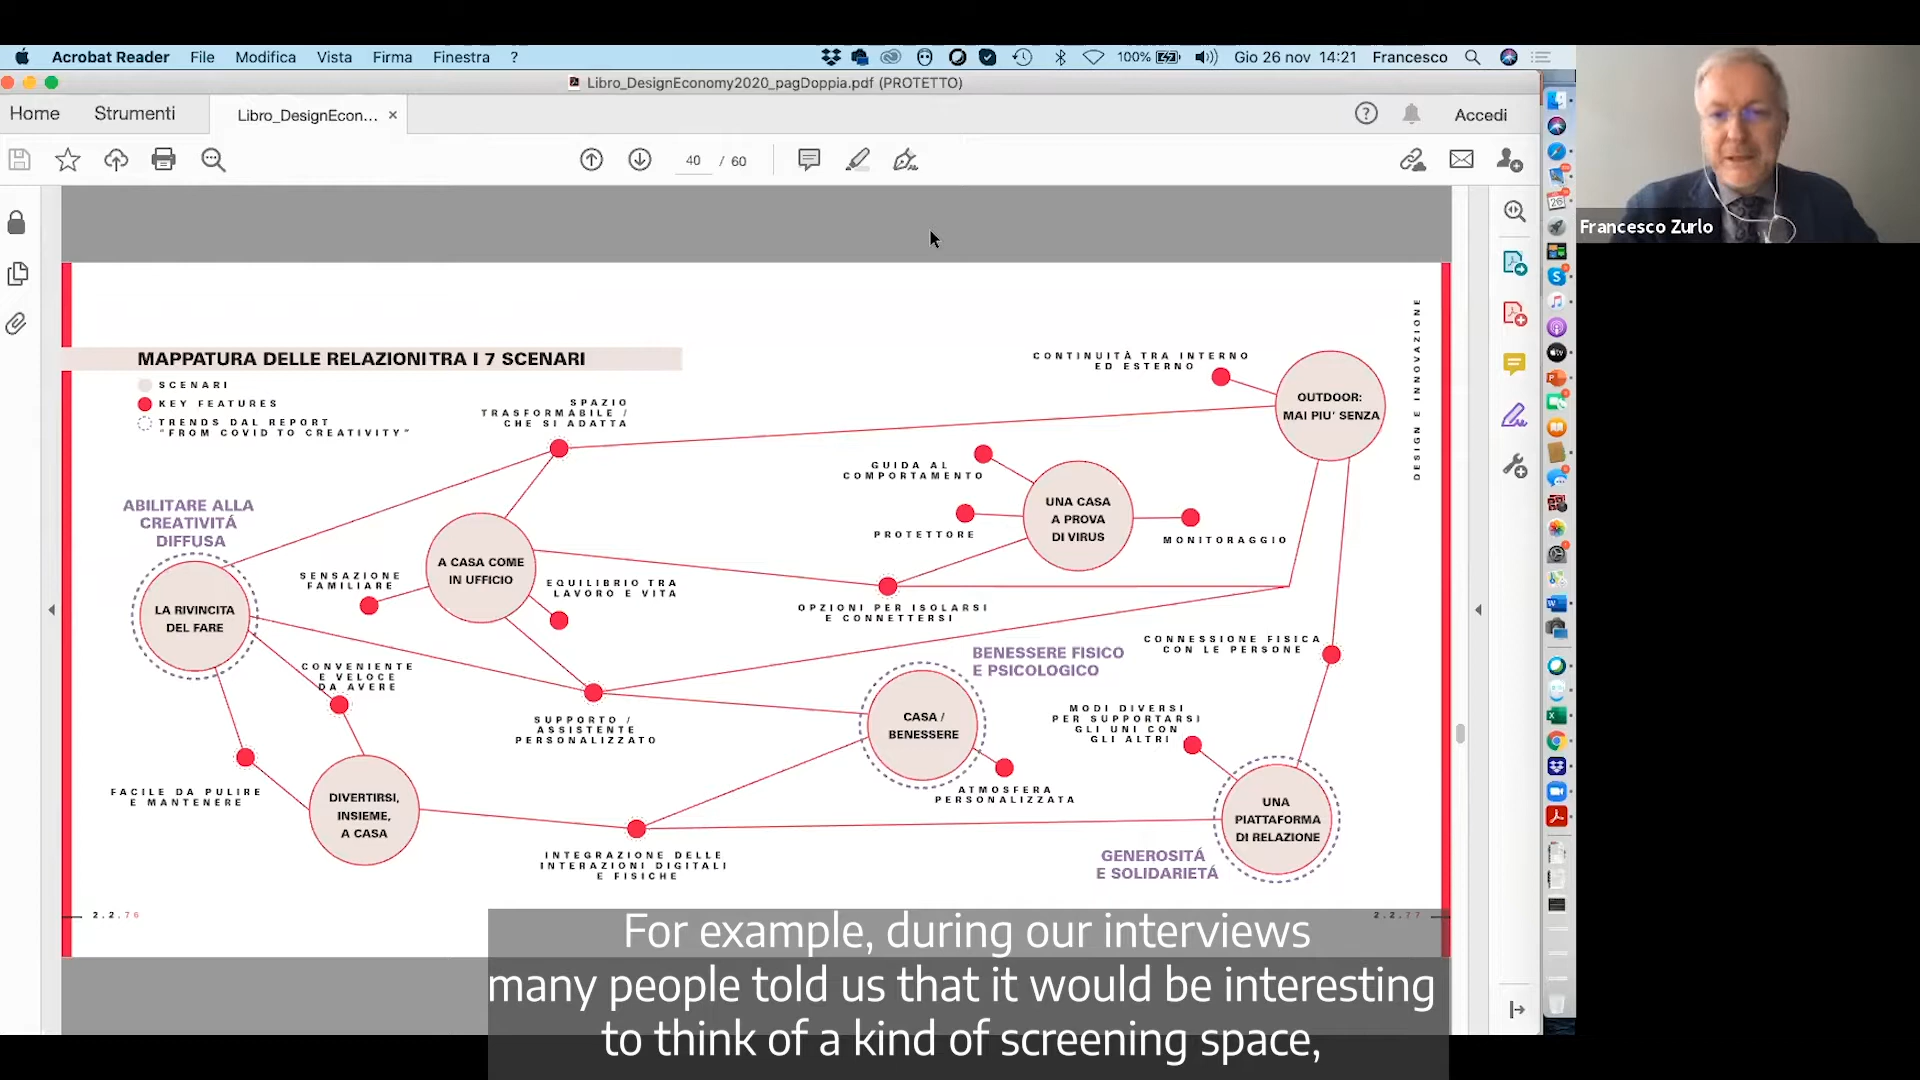 Acrobat Reader File Modifica Vista Firma Finestra ? 100% Gio 26 nov 14:21 Francesco
Libro_DesignEconomy2020_pagDoppia.pdf (PROTETTO)
Home Strumenti Libro_DesignEcon... × Accedi
40 / 60
Francesco Zurlo
DESIGN E INNOVAZIONE
MAPPATURA DELLE RELAZIONI TRA I 7 SCENARI
SCENARI
KEY FEATURES
TRENDS DAL REPORT
"FROM COVID TO CREATIVITY"
SPAZIO
TRASFORMABILE /
CHE SI ADATTA
CONTINUITÀ TRA INTERNO
ED ESTERNO
OUTDOOR:
MAI PIU' SENZA
GUIDA AL
COMPORTAMENTO
PROTETTORE
UNA CASA
A PROVA
DI VIRUS
MONITORAGGIO
ABILITARE ALLA
CREATIVITÁ
DIFFUSA
LA RIVINCITA
DEL FARE
SENSAZIONE
FAMILIARE
A CASA COME
IN UFFICIO
EQUILIBRIO TRA
LAVORO E VITA
OPZIONI PER ISOLARSI
E CONNETTERSI
CONNESSIONE FISICA
CON LE PERSONE
BENESSERE FISICO
E PSICOLOGICO
CONVENIENTE
E VELOCE
DA AVERE
SUPPORTO /
ASSISTENTE
PERSONALIZZATO
CASA /
BENESSERE
MODI DIVERSI
PER SUPPORTARSI
GLI UNI CON
GLI ALTRI
ATMOSFERA
PERSONALIZZATA
FACILE DA PULIRE
E MANTENERE
DIVERTIRSI,
INSIEME,
A CASA
INTEGRAZIONE DELLE
INTERAZIONI DIGITALI
E FISICHE
UNA
PIATTAFORMA
DI RELAZIONE
GENEROSITÁ
E SOLIDARIETÁ
2.2.76
2.2.77
For example, during our interviews
many people told us that it would be interesting
to think of a kind of screening space,